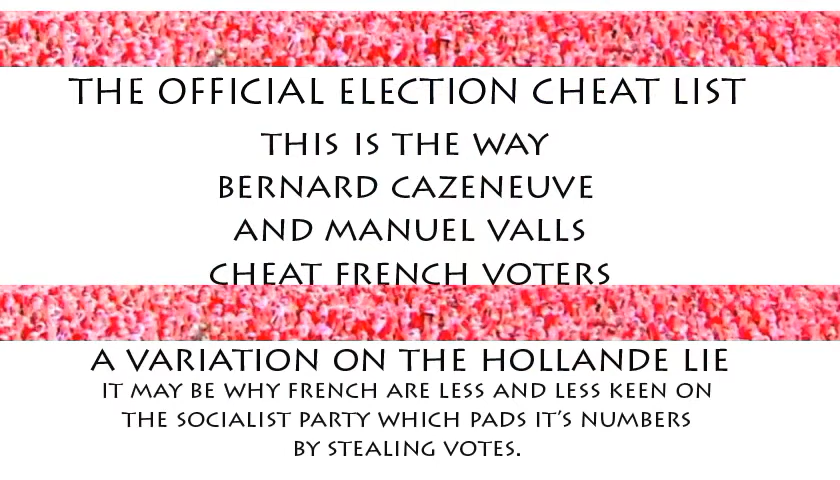 THE OFFICIAL ELECTION CHEAT LIST
THIS IS THE WAY
BERNARD CAZENEUVE
AND MANUEL VALLS
CHEAT FRENCH VOTERS
A VARIATION ON THE HOLLANDE LIE
IT MAY BE WHY FRENCH ARE LESS AND LESS KEEN ON
THE SOCIALIST PARTY WHICH PADS IT'S NUMBERS
BY STEALING VOTES.